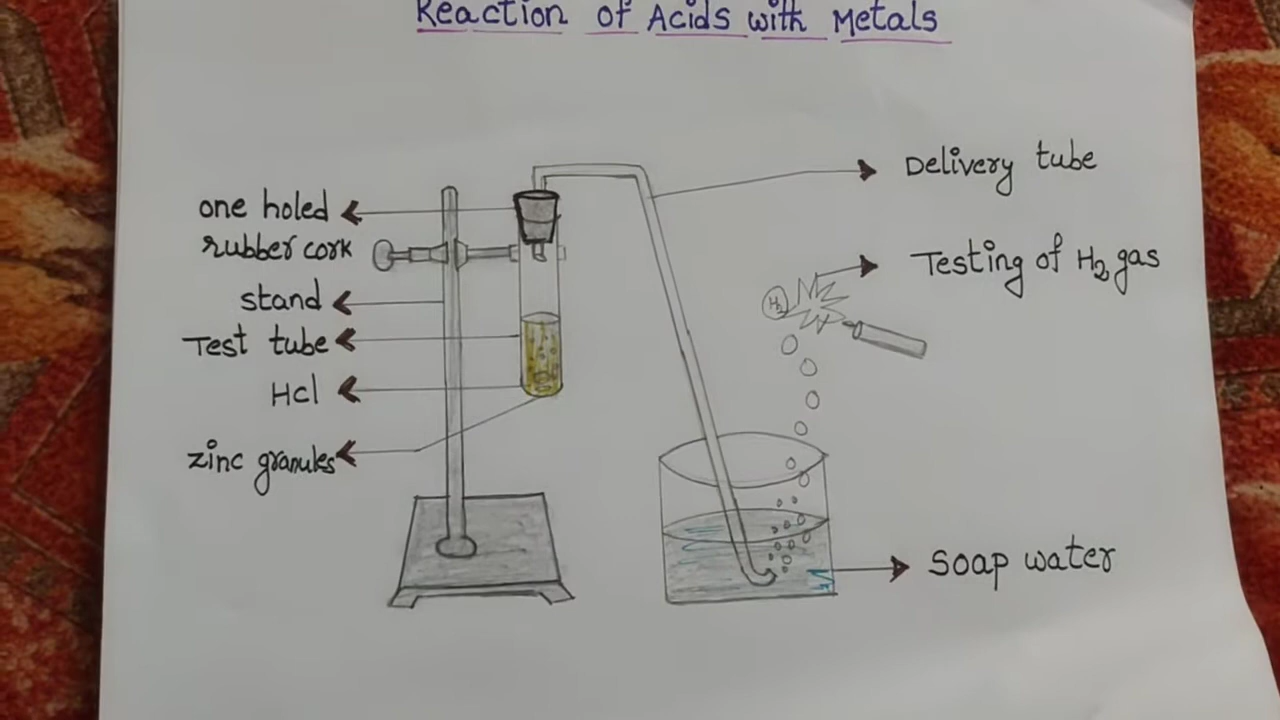 Reaction of Acids with Metals
one holed
rubber cork
stand
Test tube
Hcl
zinc granules
Delivery tube
Testing of H₂ gas
H₂
Soap water